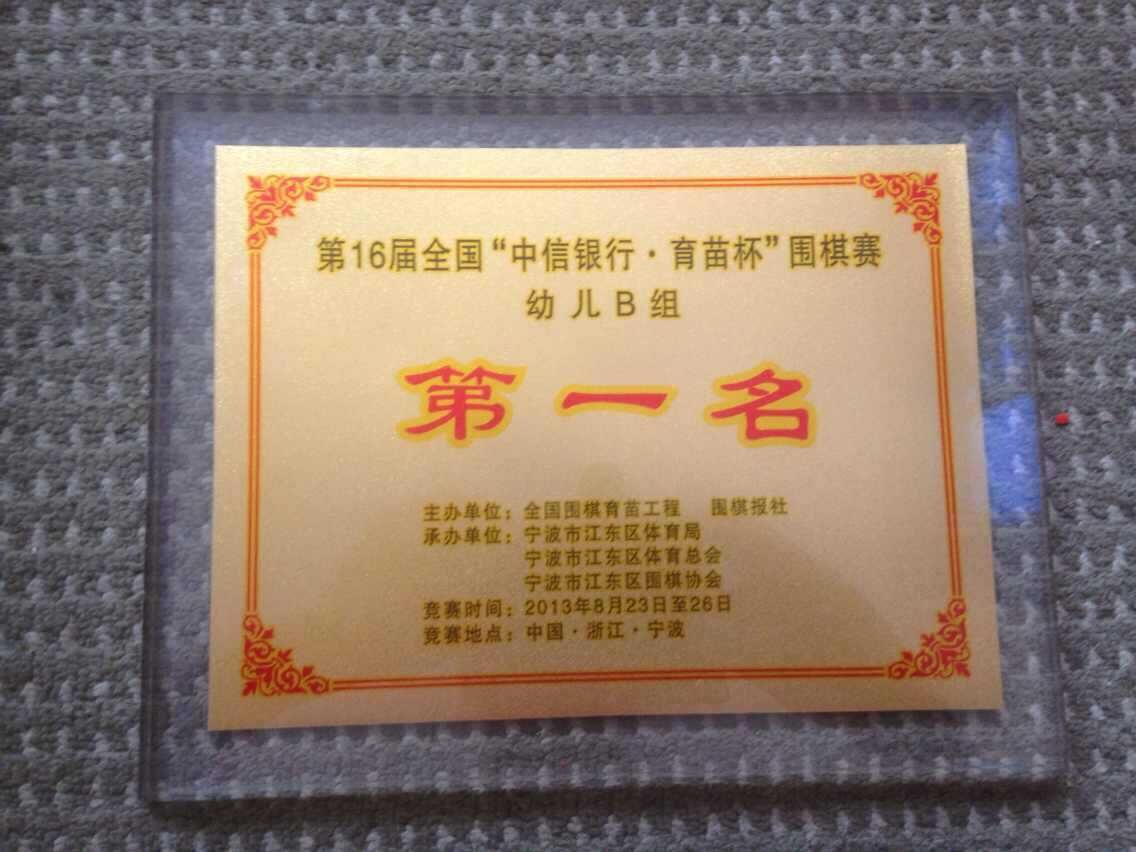 第16届全国“中信银行·育苗杯”围棋赛
幼儿B组
第一名
主办单位：全国围棋育苗工程 围棋报社
承办单位：宁波市江东区体育局
宁波市江东区体育总会
宁波市江东区围棋协会
竞赛时间：2013年8月23日至26日
竞赛地点：中国·浙江·宁波